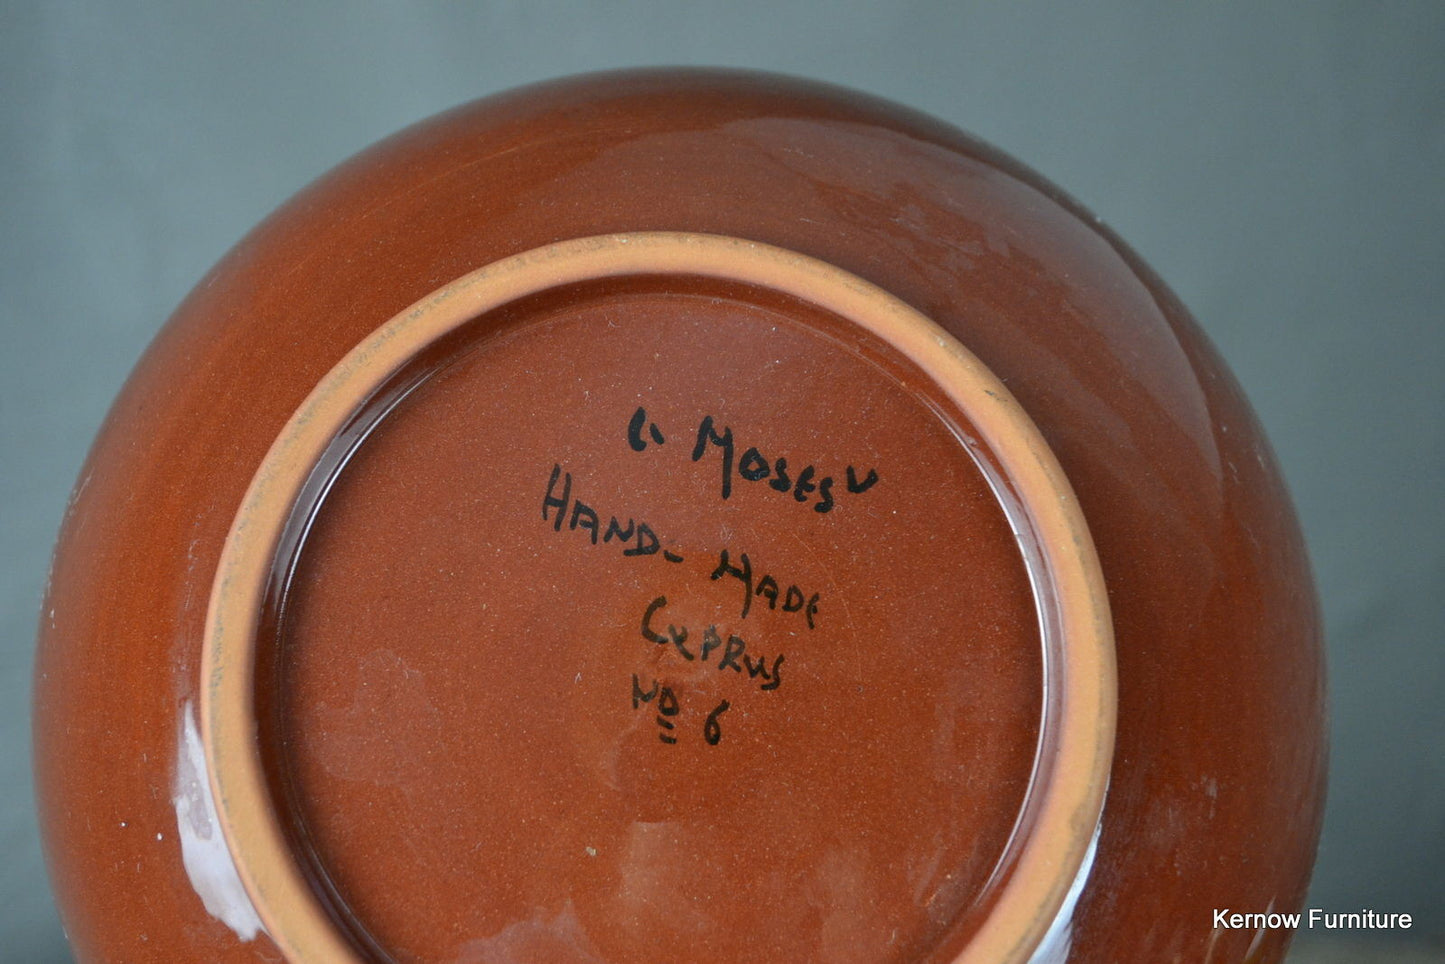 "Moses"
HAND-MADE
CYPRUS
No 6
Kernow Furniture